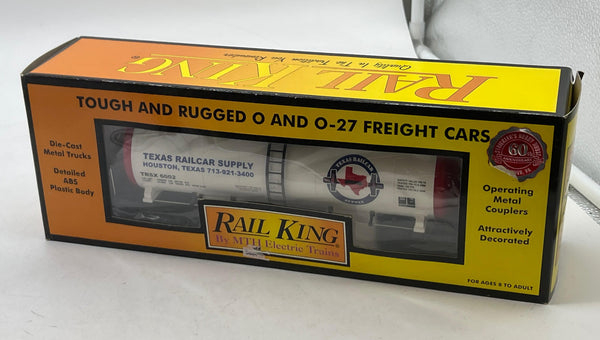 RAIL KING
Quality In The Tradition You Remember
TOUGH AND RUGGED O AND O-27 FREIGHT CARS
Die-Cast
Metal Trucks
Detailed
ABS
Plastic Body
TEXAS RAILCAR SUPPLY
HOUSTON, TEXAS 713-921-3400
TRSX 6002
TEXAS RAILCAR
60
Operating
Metal
Couplers
Attractively
Decorated
RAIL KING
By MTH Electric Trains
FOR AGES 8 TO ADULT